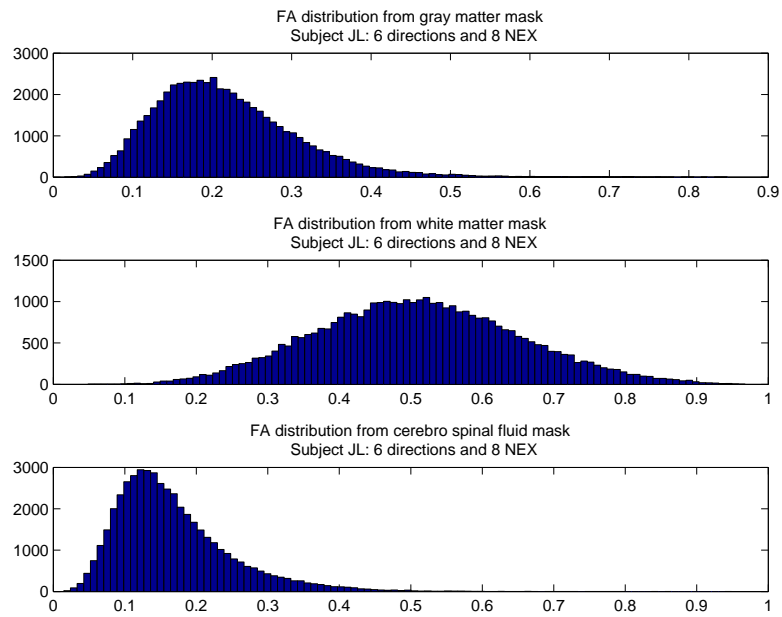 FA distribution from gray matter mask
Subject JL: 6 directions and 8 NEX
3000
2000
1000
0
0 0.1 0.2 0.3 0.4 0.5 0.6 0.7 0.8 0.9
FA distribution from white matter mask
Subject JL: 6 directions and 8 NEX
1500
1000
500
0
0 0.1 0.2 0.3 0.4 0.5 0.6 0.7 0.8 0.9 1
FA distribution from cerebro spinal fluid mask
Subject JL: 6 directions and 8 NEX
3000
2000
1000
0
0 0.1 0.2 0.3 0.4 0.5 0.6 0.7 0.8 0.9 1